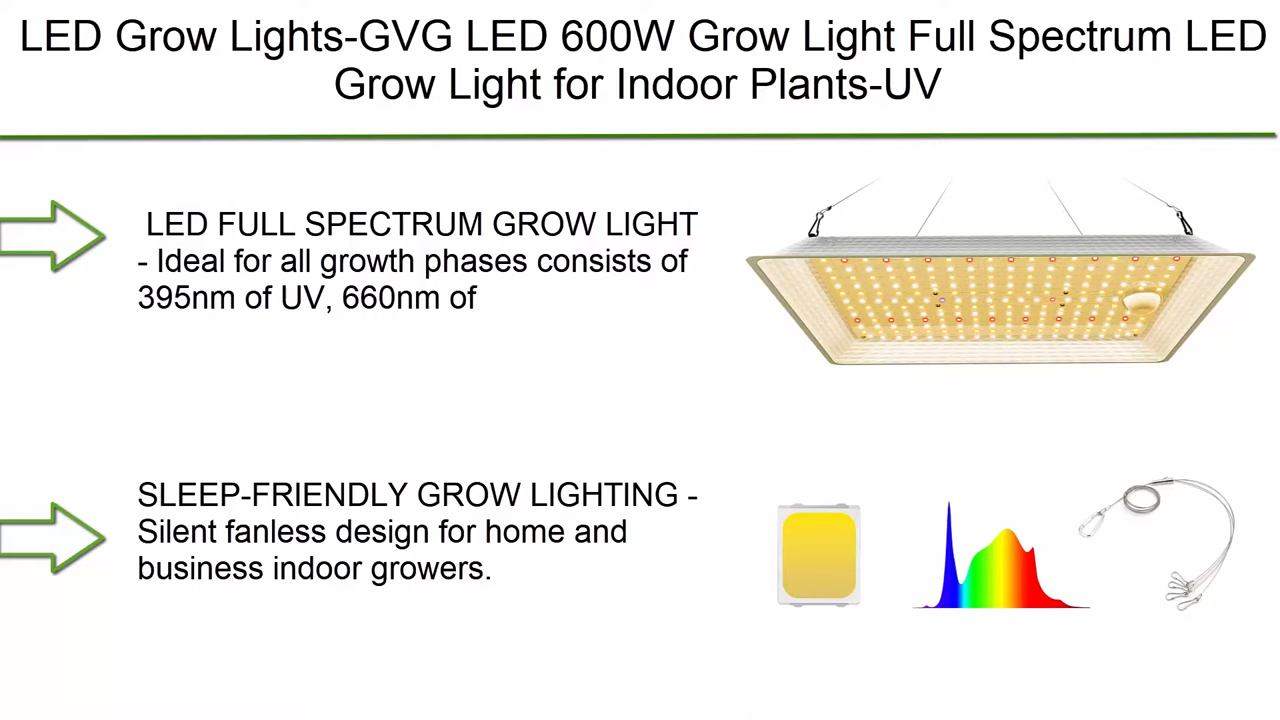 LED Grow Lights-GVG LED 600W Grow Light Full Spectrum LED
Grow Light for Indoor Plants-UV
LED FULL SPECTRUM GROW LIGHT
- Ideal for all growth phases consists of
395nm of UV, 660nm of
SLEEP-FRIENDLY GROW LIGHTING -
Silent fanless design for home and
business indoor growers.